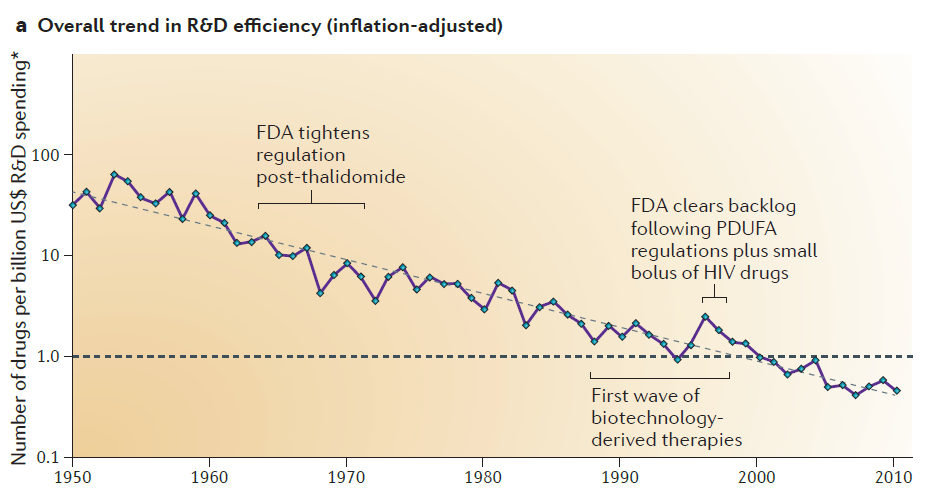 a Overall trend in R&D efficiency (inflation-adjusted)
Number of drugs per billion US$ R&D spending*
100
10
1.0
0.1
FDA tightens
regulation
post-thalidomide
FDA clears backlog
following PDUFA
regulations plus small
bolus of HIV drugs
First wave of
biotechnology-
derived therapies
1950 1960 1970 1980 1990 2000 2010